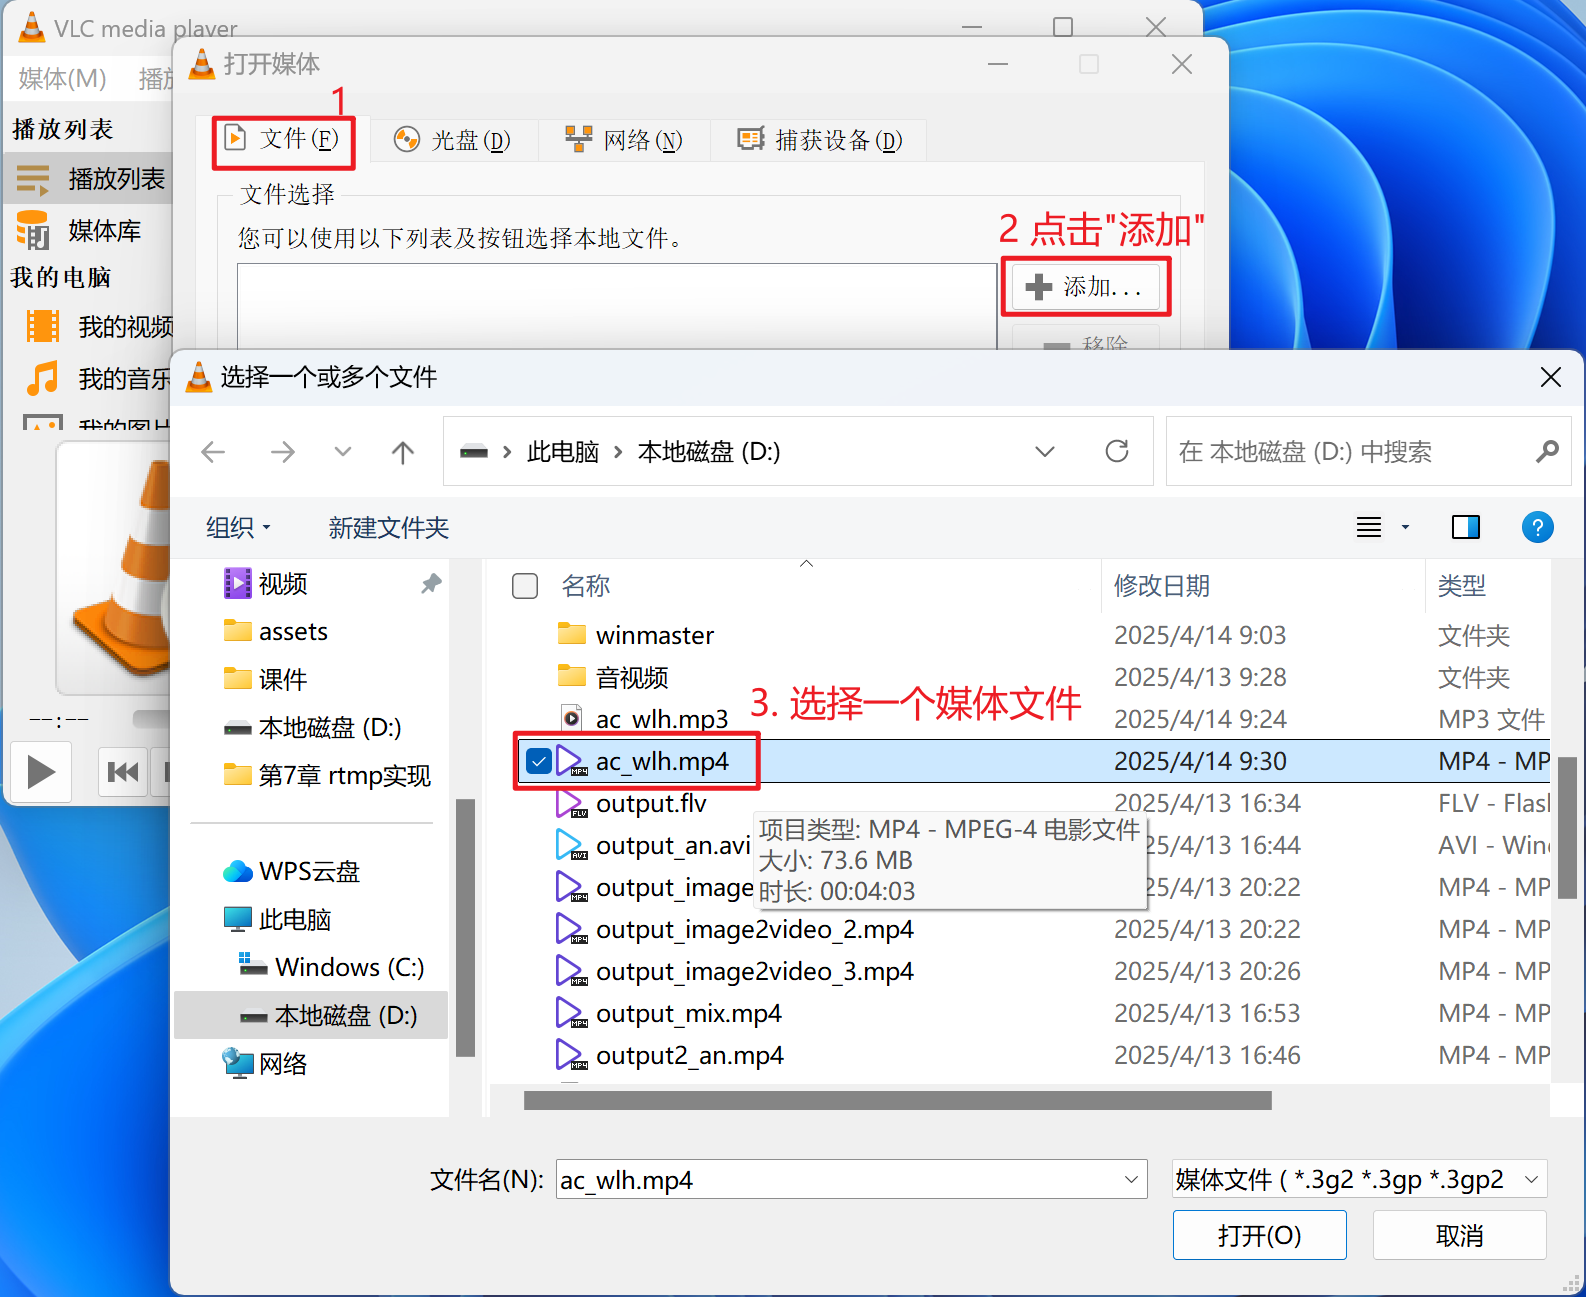 VLC media player
媒体(M)
播放列表
播放列表
媒体库
我的电脑
我的视频
我的音乐
--:--
打开媒体
1
文件(F)
光盘(D)
网络(N)
捕获设备(D)
文件选择
您可以使用以下列表及按钮选择本地文件。
2 点击"添加"
添加...
移除
选择一个或多个文件
此电脑
本地磁盘 (D:)
在 本地磁盘 (D:) 中搜索
组织
新建文件夹
视频
assets
课件
本地磁盘 (D:)
第7章 rtmp实现
WPS云盘
此电脑
Windows (C:)
本地磁盘 (D:)
网络
名称 修改日期 类型
winmaster 2025/4/14 9:03 文件夹
音视频 2025/4/13 9:28 文件夹
3. 选择一个媒体文件
ac_wlh.mp3 2025/4/14 9:24 MP3 文件
ac_wlh.mp4 2025/4/14 9:30 MP4 - MP
output.flv 2025/4/13 16:34 FLV - Flas
output_an.avi 25/4/13 16:44 AVI - Win
output_image 25/4/13 20:22 MP4 - MP
output_image2video_2.mp4 2025/4/13 20:22 MP4 - MP
output_image2video_3.mp4 2025/4/13 20:26 MP4 - MP
output_mix.mp4 2025/4/13 16:53 MP4 - MP
output2_an.mp4 2025/4/13 16:46 MP4 - MP
项目类型: MP4 - MPEG-4 电影文件
大小: 73.6 MB
时长: 00:04:03
文件名(N):
ac_wlh.mp4
媒体文件 ( *.3g2 *.3gp *.3gp2
打开(O)
取消